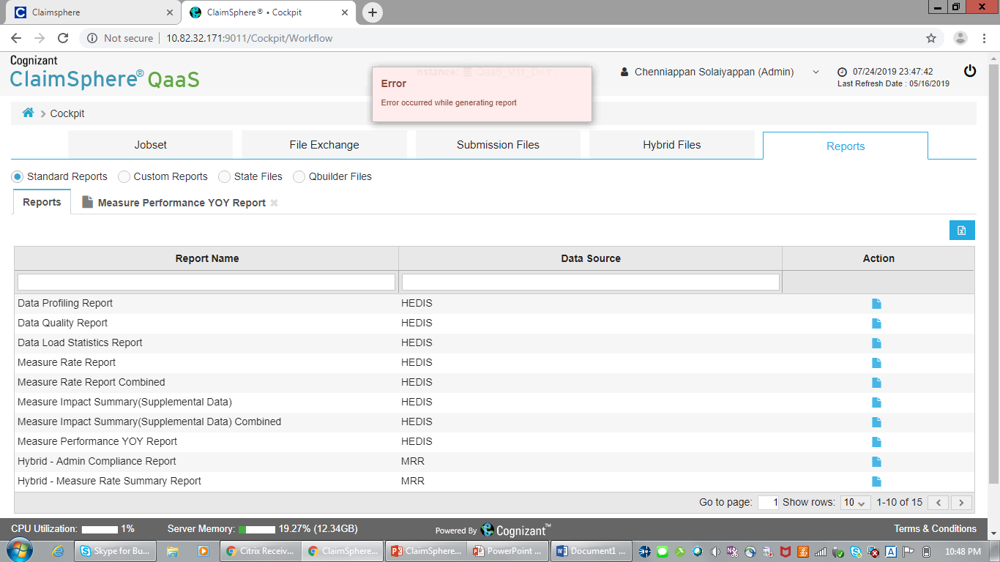 Claimsphere
ClaimSphere® • Cockpit
Not secure | 10.82.32.171:9011/Cockpit/Workflow
Cognizant
ClaimSphere® QaaS
Error
Error occurred while generating report
Chenniappan Solaiyappan (Admin)
07/24/2019 23:47:42
Last Refresh Date : 05/16/2019
Cockpit
Jobset File Exchange Submission Files Hybrid Files Reports
Standard Reports Custom Reports State Files Qbuilder Files
Reports Measure Performance YOY Report
Report Name Data Source Action
Data Profiling Report HEDIS
Data Quality Report HEDIS
Data Load Statistics Report HEDIS
Measure Rate Report HEDIS
Measure Rate Report Combined HEDIS
Measure Impact Summary(Supplemental Data) HEDIS
Measure Impact Summary(Supplemental Data) Combined HEDIS
Measure Performance YOY Report HEDIS
Hybrid - Admin Compliance Report MRR
Hybrid - Measure Rate Summary Report MRR
Go to page: 1 Show rows: 10 1-10 of 15
CPU Utilization: 1% Server Memory: 19.27% (12.34GB) Powered By Cognizant™ Terms & Conditions
Skype for Bu... Citrix Receiv... ClaimSphere... ClaimSphere... PowerPoint ... Document1 ... 10:48 PM